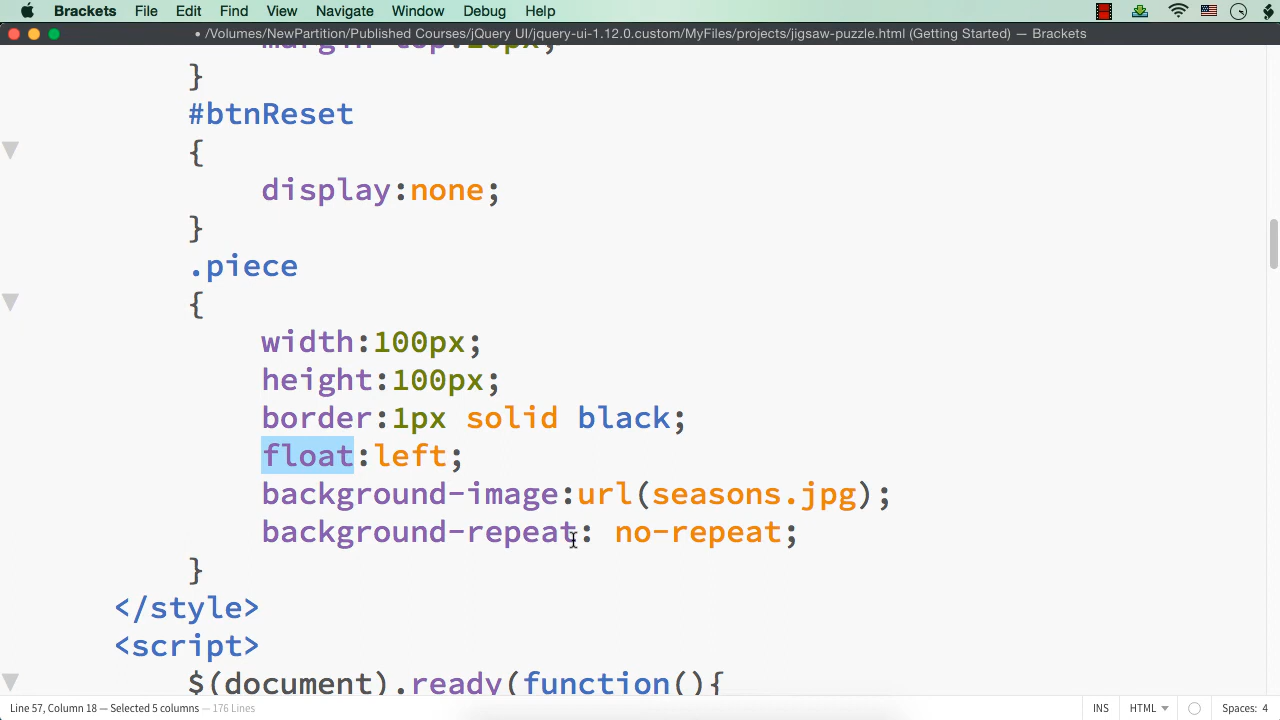 Brackets File Edit Find View Navigate Window Debug Help
• /Volumes/NewPartition/Published Courses/jQuery UI/jquery-ui-1.12.0.custom/MyFiles/projects/jigsaw-puzzle.html (Getting Started) — Brackets
margin-top:10px;
}
#btnReset
{
display:none;
}
.piece
{
width:100px;
height:100px;
border:1px solid black;
float:left;
background-image:url(seasons.jpg);
background-repeat: no-repeat;
}
</style>
<script>
$(document).ready(function(){
Line 57, Column 18 — Selected 5 columns — 176 Lines INS HTML Spaces: 4